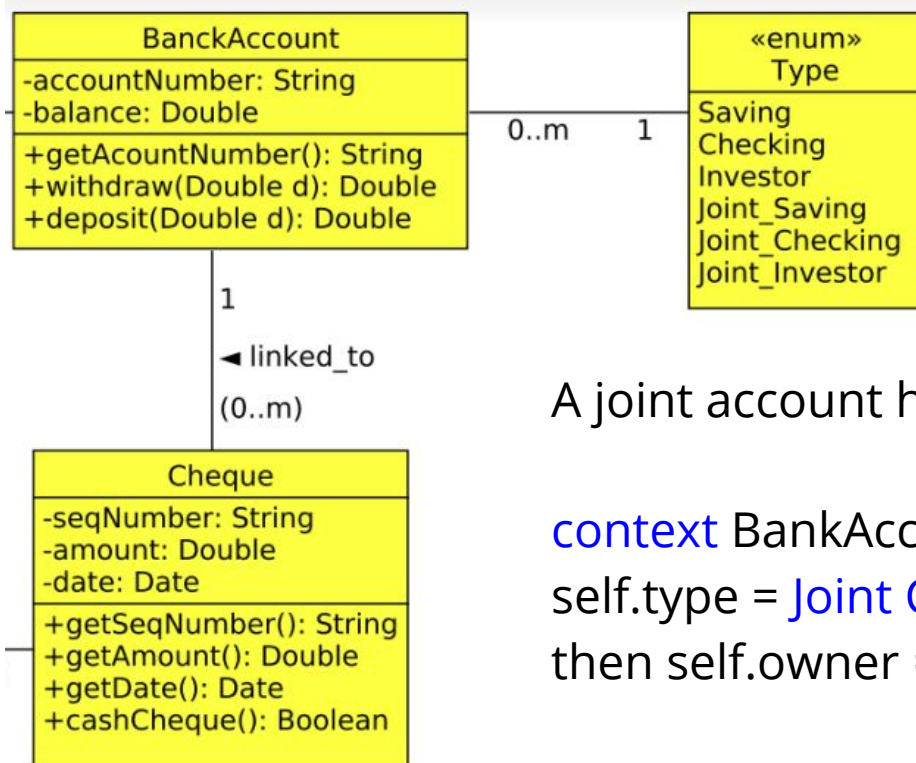 BanckAccount
-accountNumber: String
-balance: Double
+getAcountNumber(): String
+withdraw(Double d): Double
+deposit(Double d): Double
0..m
1
«enum»
Type
Saving
Checking
Investor
Joint_Saving
Joint_Checking
Joint_Investor
1
◄ linked_to
(0..m)
Cheque
-seqNumber: String
-amount: Double
-date: Date
+getSeqNumber(): String
+getAmount(): Double
+getDate(): Date
+cashCheque(): Boolean
A joint account
context
self.type = Joint
then self.owner